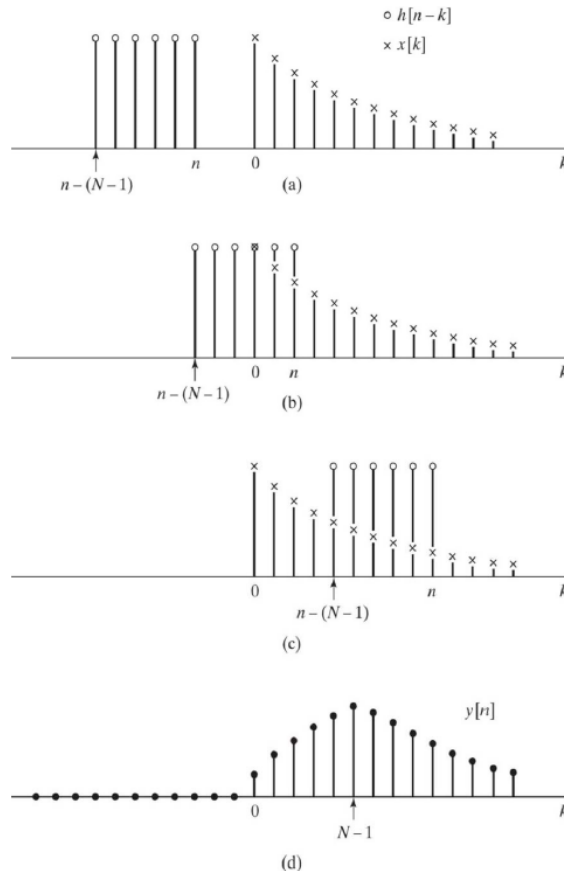 ○ h[n−k]
× x[k]
n 0 k
n−(N−1)
(a)
0 n k
n−(N−1)
(b)
0 n k
n−(N−1)
(c)
y[n]
0 k
N−1
(d)